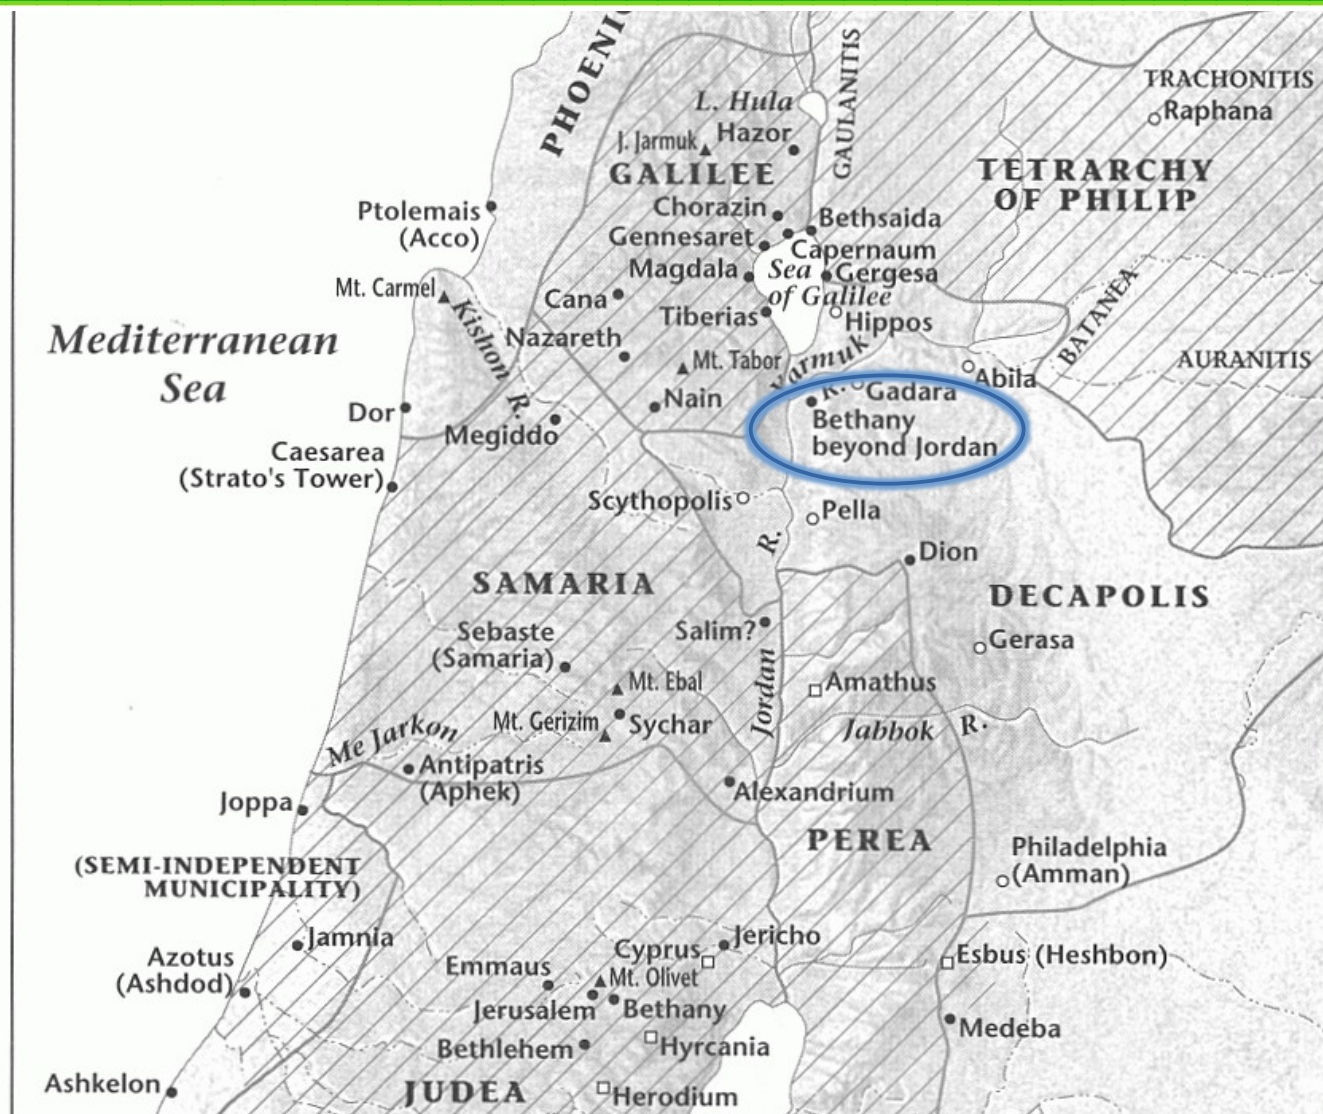 PHOENIC
GAULANITIS
TRACHONITIS
Raphana
L. Hula
J. Jarmuk
Hazor
GALILEE
TETRARCHY
OF PHILIP
Chorazin
Bethsaida
Ptolemais
(Acco)
Gennesaret
Capernaum
Magdala
Sea
of Galilee
Gergesa
Mt. Carmel
Kishon
R.
Cana
Tiberias
Hippos
BATANEA
Mediterranean
Sea
Nazareth
Mt. Tabor
Yarmuk
R.
AURANITIS
Abila
Gadara
Nain
Dor
Bethany
beyond Jordan
Megiddo
Caesarea
(Strato's Tower)
Scythopolis
Pella
R.
Dion
SAMARIA
DECAPOLIS
Salim?
Sebaste
(Samaria)
Gerasa
Mt. Ebal
Jordan
Amathus
Mt. Gerizim
Sychar
Jabbok
R.
Me Jarkon
Antipatris
(Aphek)
Alexandrium
Joppa
PEREA
(SEMI-INDEPENDENT
MUNICIPALITY)
Philadelphia
(Amman)
Jamnia
Jericho
Cyprus
Azotus
(Ashdod)
Emmaus
Mt. Olivet
Esbus (Heshbon)
Jerusalem
Bethany
Medeba
Bethlehem
Hyrcania
Ashkelon
JUDEA
Herodium